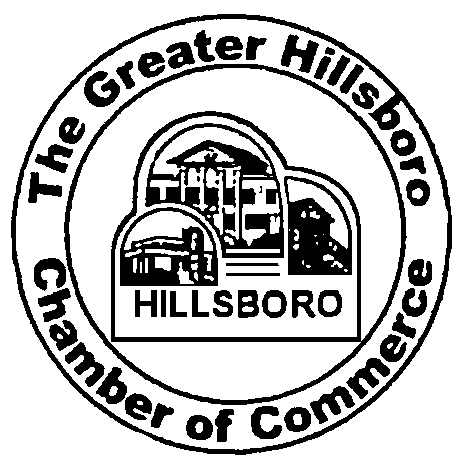 The Greater Hillsboro
HILLSBORO
Chamber of Commerce